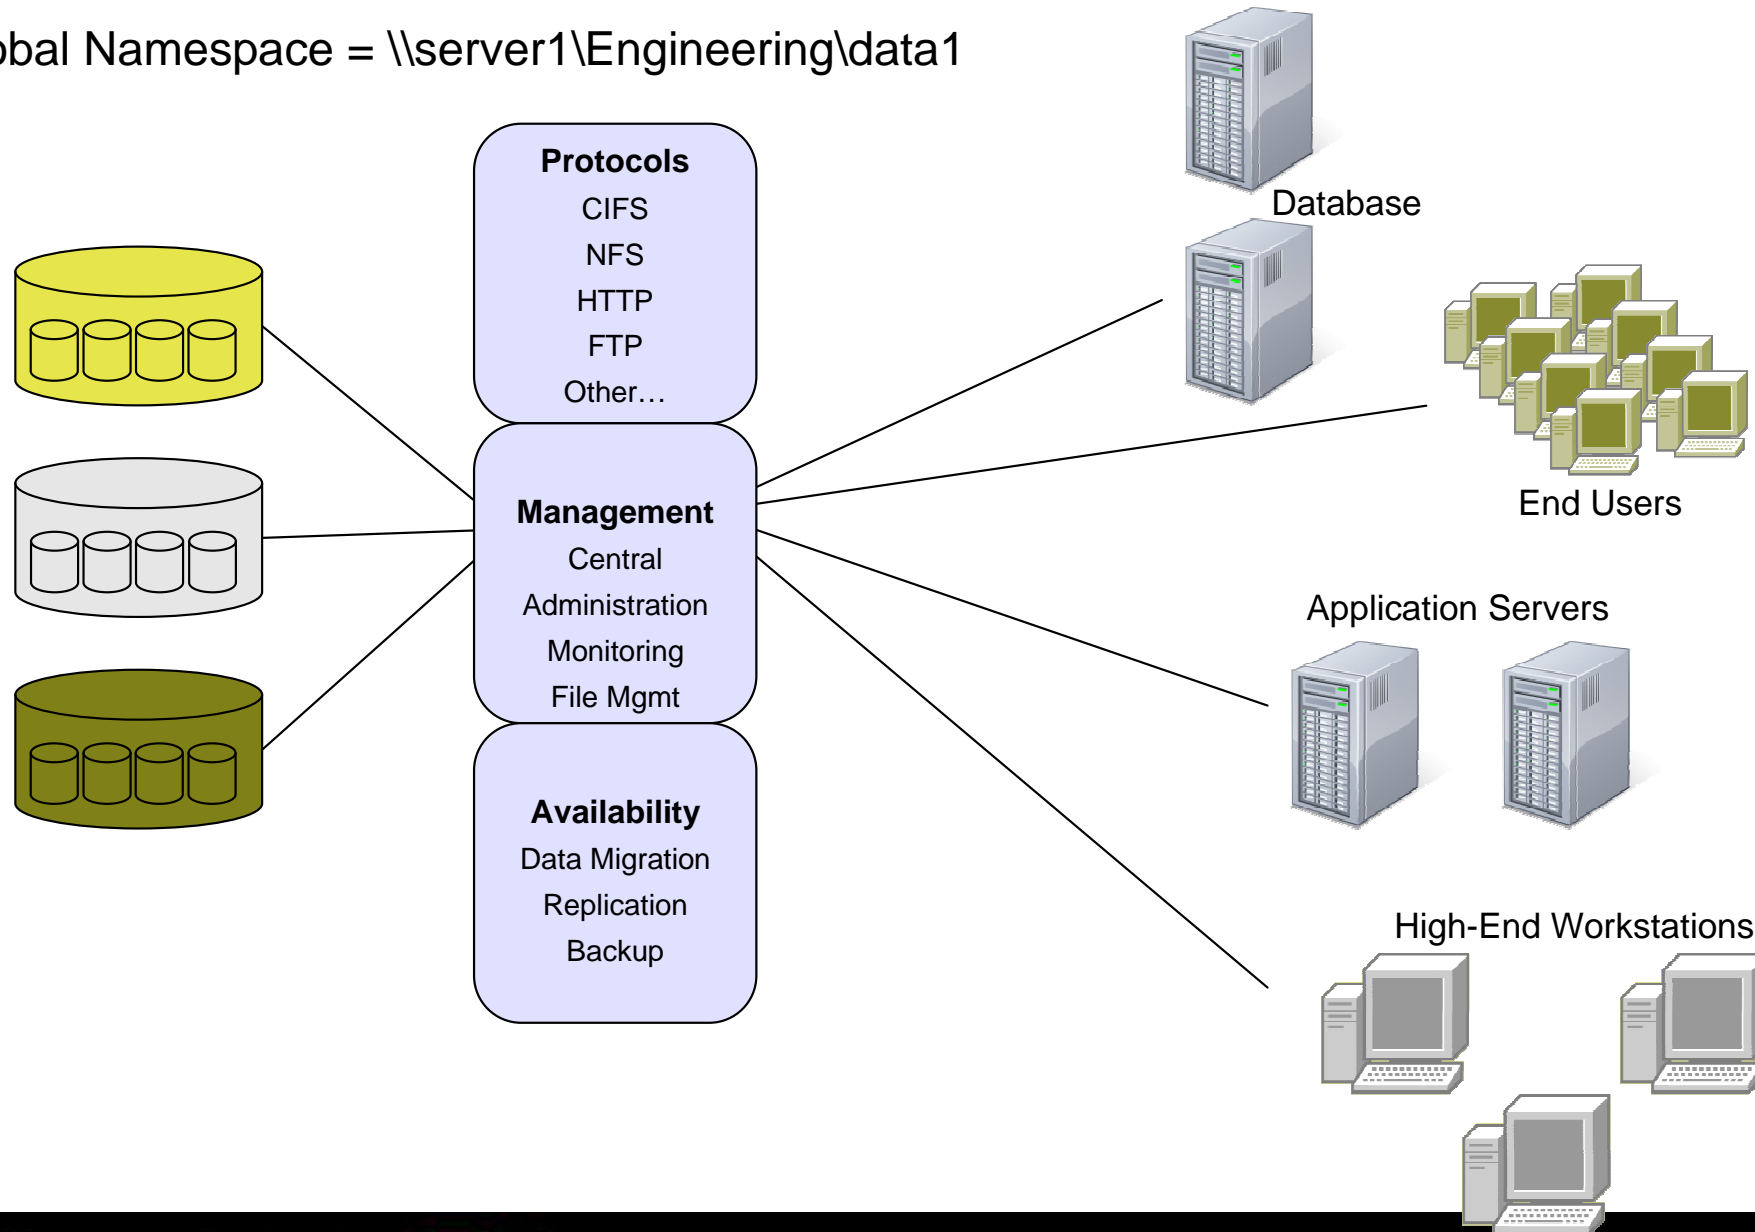 obal Namespace = \\server1\Engineering\data1
Protocols
CIFS
NFS
HTTP
FTP
Other…
Management
Central
Administration
Monitoring
File Mgmt
Availability
Data Migration
Replication
Backup
Database
End Users
Application Servers
High-End Workstations